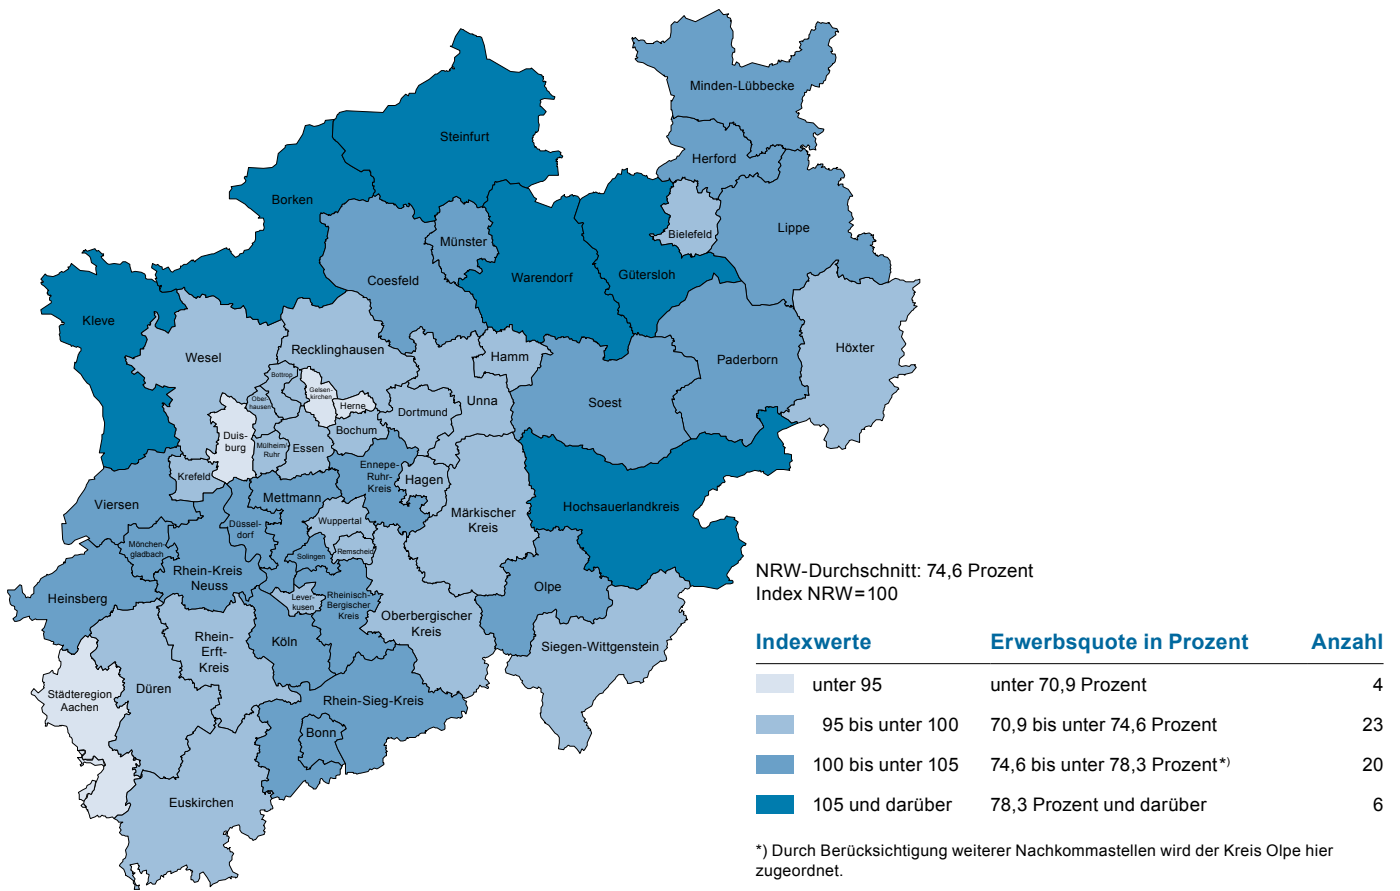 Minden-Lübbecke
Steinfurt
Herford
Borken
Bielefeld
Lippe
Münster
Coesfeld
Warendorf
Gütersloh
Kleve
Wesel
Recklinghausen
Hamm
Paderborn
Höxter
Bottrop
Gelsen-
kirchen
Ober-
hausen
Herne
Dortmund
Unna
Soest
Duis-
burg
Mülheim/
Ruhr
Essen
Bochum
Krefeld
Ennepe-
Ruhr-
Kreis
Hagen
Viersen
Mettmann
Märkischer
Kreis
Hochsauerlandkreis
Düssel-
dorf
Wuppertal
Mönchen-
gladbach
Solingen
Remscheid
Rhein-Kreis
Neuss
Olpe
Heinsberg
Lever-
kusen
Rheinisch-
Bergischer
Kreis
Oberbergischer
Kreis
Rhein-
Erft-
Kreis
Köln
Siegen-Wittgenstein
Städteregion
Aachen
Düren
Rhein-Sieg-Kreis
Bonn
Euskirchen
NRW-Durchschnitt: 74,6 Prozent
Index NRW=100
Indexwerte Erwerbsquote in Prozent Anzahl
unter 95 unter 70,9 Prozent 4
95 bis unter 100 70,9 bis unter 74,6 Prozent 23
100 bis unter 105 74,6 bis unter 78,3 Prozent*) 20
105 und darüber 78,3 Prozent und darüber 6
*) Durch Berücksichtigung weiterer Nachkommastellen wird der Kreis Olpe hier
zugeordnet.